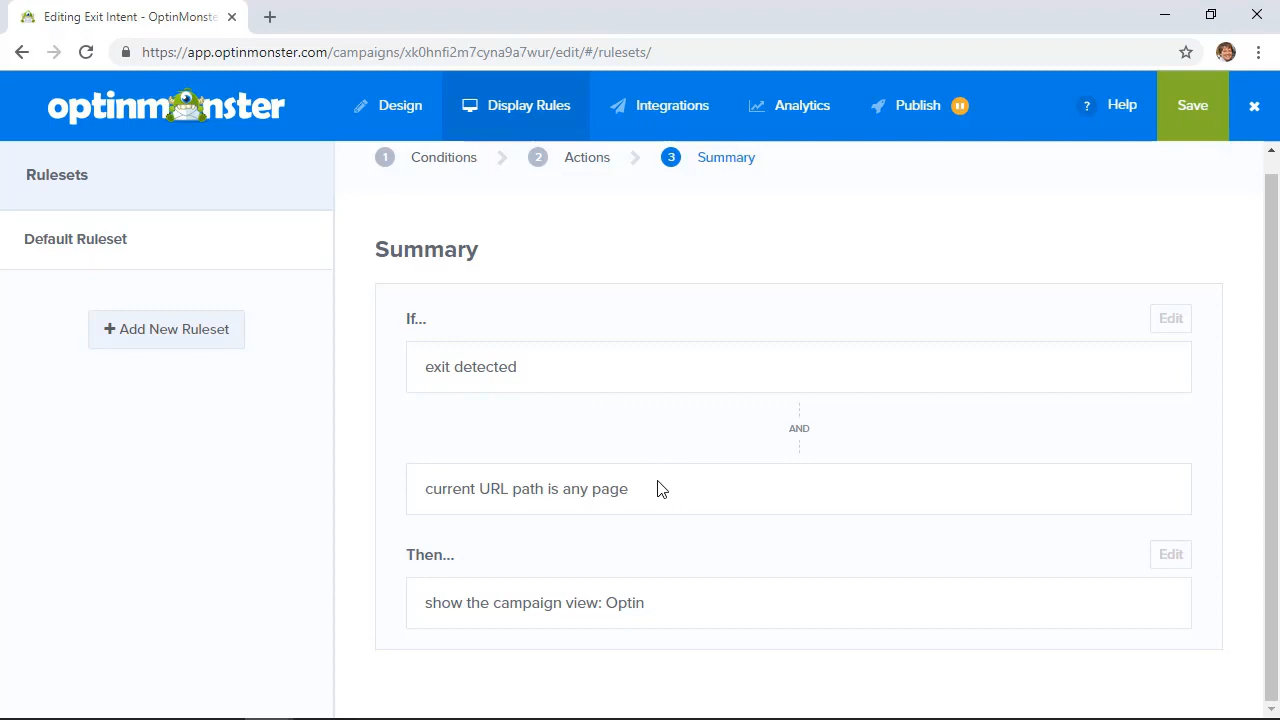 Editing Exit Intent - OptinMonste
https://app.optinmonster.com/campaigns/xk0hnfi2m7cyna9a7wur/edit/#/rulesets/
optinmonster
Design
Display Rules
Integrations
Analytics
Publish
? Help
Save
Rulesets
1 Conditions
2 Actions
3 Summary
Default Ruleset
+ Add New Ruleset
Summary
If...
Edit
exit detected
AND
current URL path is any page
Then...
Edit
show the campaign view: Optin